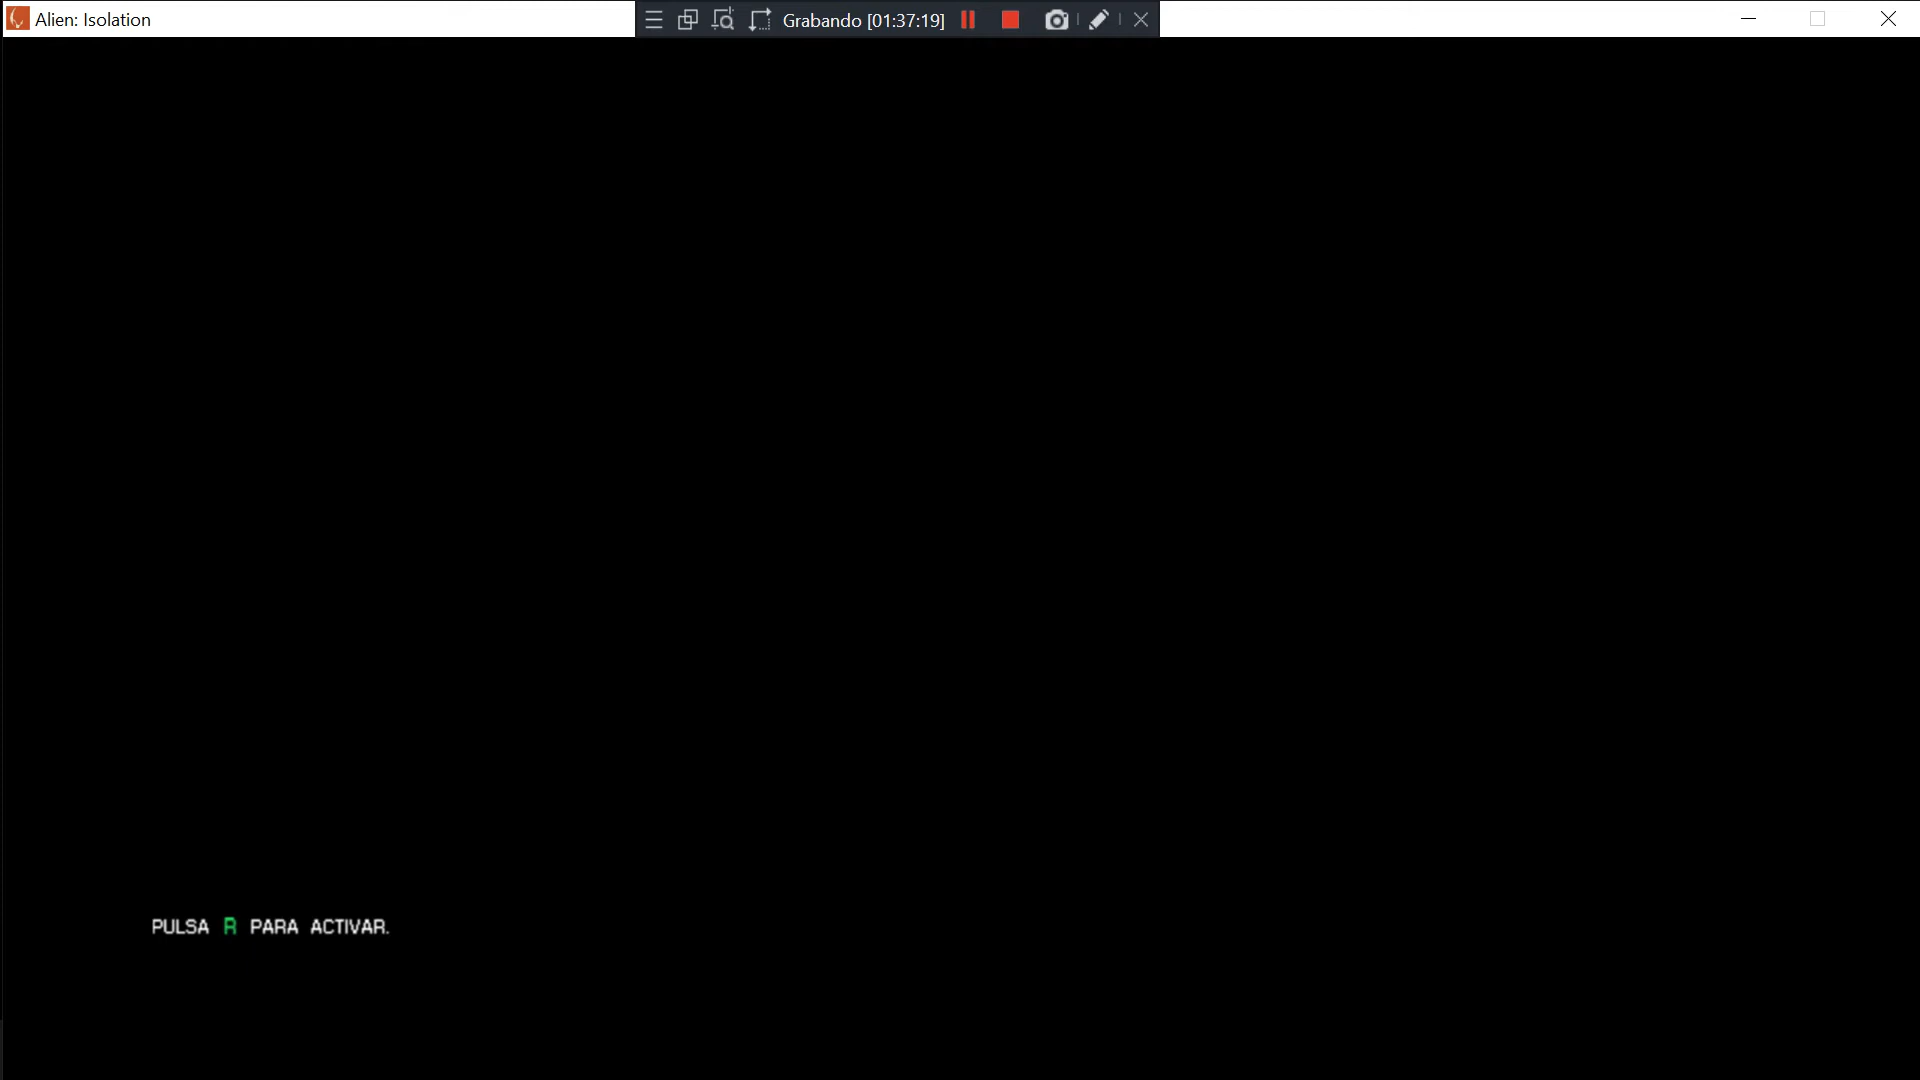 Alien: Isolation
Grabando [01:37:19]
PULSA R PARA ACTIVAR.